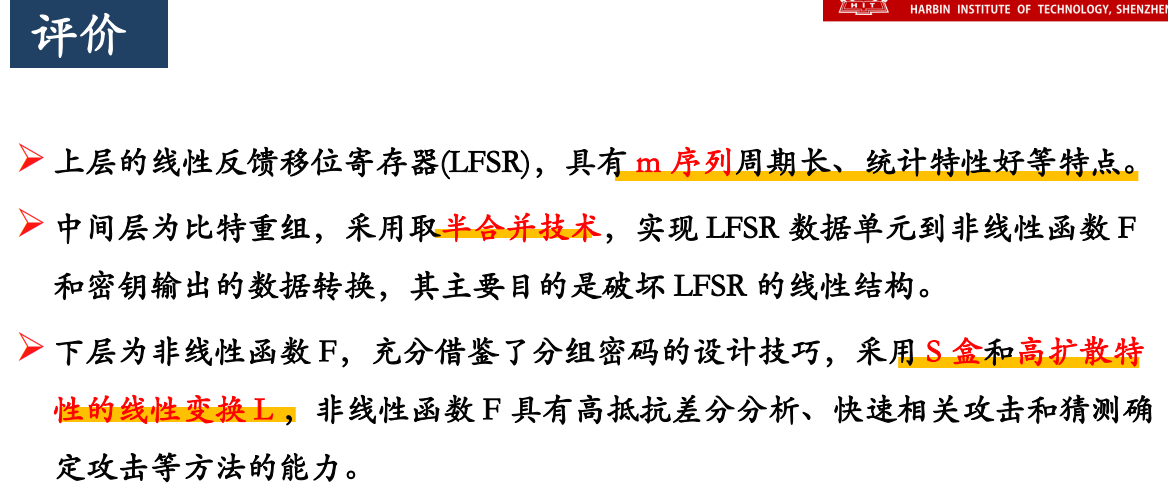 HARBIN INSTITUTE OF TECHNOLOGY, SHENZHEN
HIT
评价
上层的线性反馈移位寄存器(LFSR)，具有 m 序列周期长、统计特性好等特点。
中间层为比特重组，采用取半合并技术，实现 LFSR 数据单元到非线性函数 F
和密钥输出的数据转换，其主要目的是破坏 LFSR 的线性结构。
下层为非线性函数 F，充分借鉴了分组密码的设计技巧，采用 S 盒和高扩散特
性的线性变换 L ，非线性函数 F 具有高抵抗差分分析、快速相关攻击和猜测确
定攻击等方法的能力。